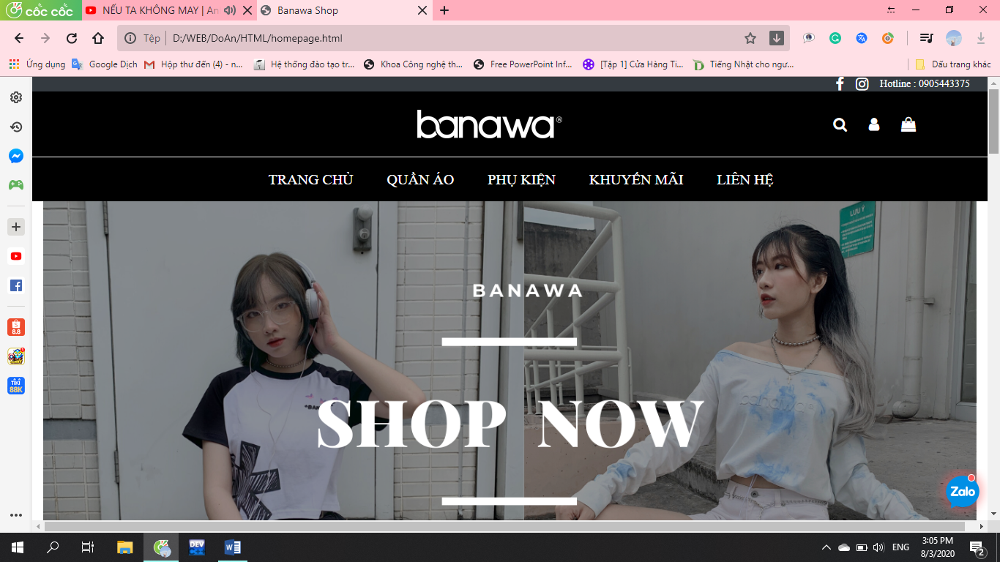 cốc cốc
NẾU TA KHÔNG MAY | An
Banawa Shop
Tệp
D:/WEB/DoAn/HTML/homepage.html
Ứng dụng
Google Dịch
Hộp thư đến (4) - n...
Hệ thống đào tạo tr...
Khoa Công nghệ th...
Free PowerPoint Inf...
[Tập 1] Cửa Hàng Ti...
Tiếng Nhật cho ngư...
Dấu trang khác
Hotline : 0905443375
banawa®
TRANG CHỦ QUẦN ÁO PHỤ KIỆN KHUYẾN MÃI LIÊN HỆ
LƯU Ý
BANAWA
SHOP NOW
banawa®
Zalo
8.8
TIKI
88K
DEV
C++
ENG
3:05 PM
8/3/2020
2